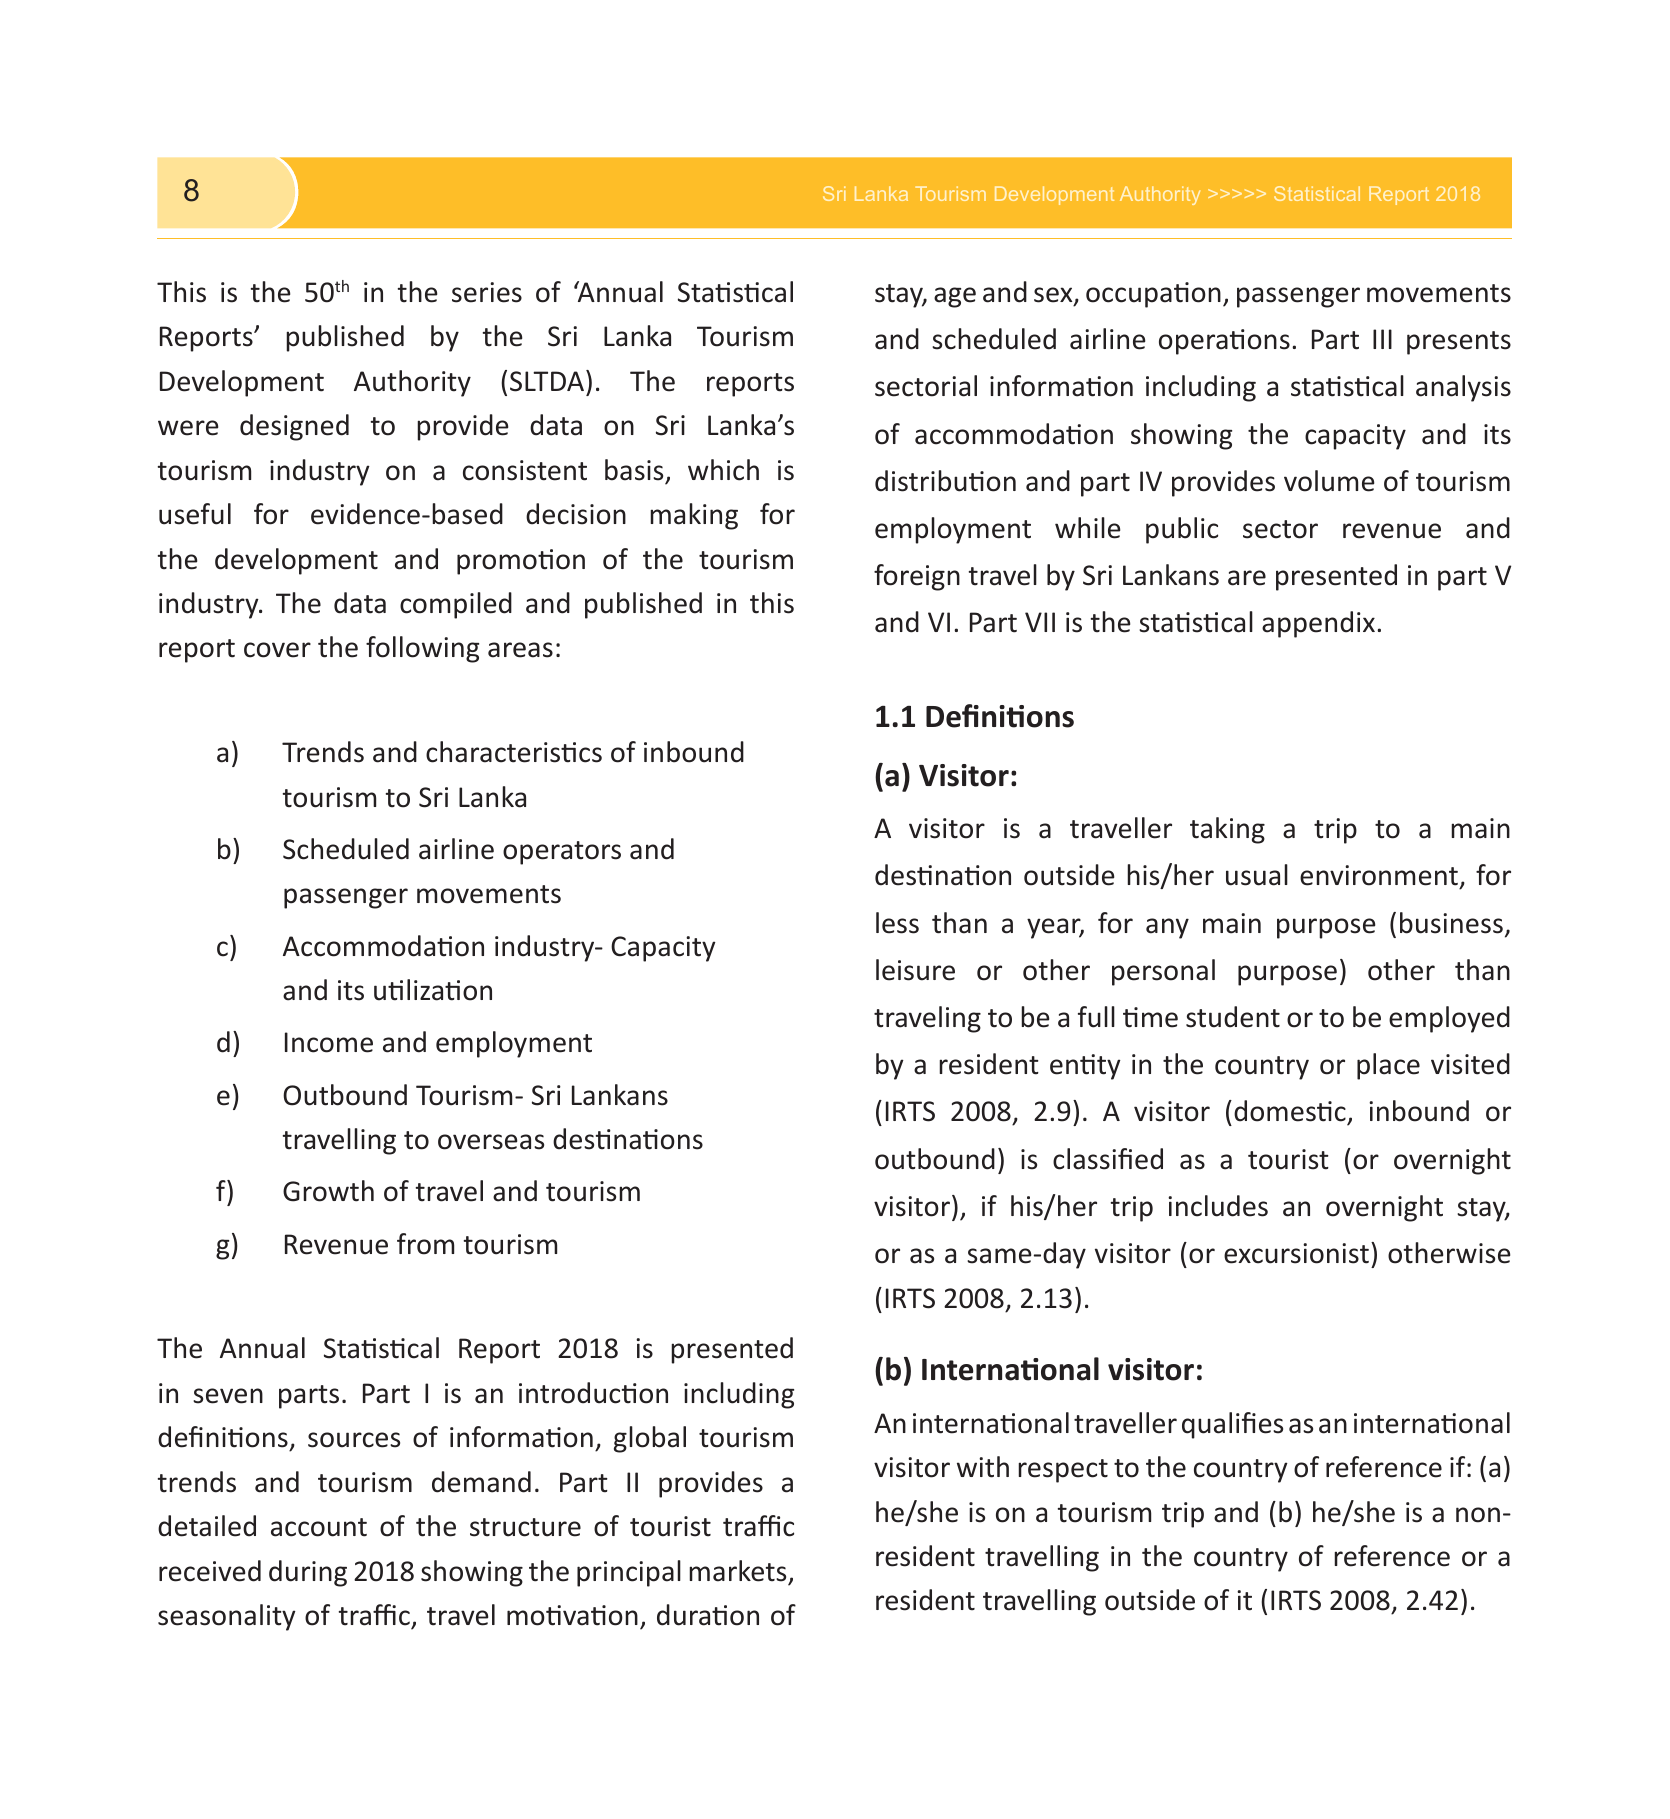 8
Sri Lanka Tourism Development Authority >>>>> Statistical Report 2018
This is the 50th in the series of ‘Annual Statistical
Reports’ published by the Sri Lanka Tourism
Development Authority (SLTDA). The reports
were designed to provide data on Sri Lanka’s
tourism industry on a consistent basis, which is
useful for evidence-based decision making for
the development and promotion of the tourism
industry. The data compiled and published in this
report cover the following areas:
a) Trends and characteristics of inbound
tourism to Sri Lanka
b) Scheduled airline operators and
passenger movements
c) Accommodation industry- Capacity
and its utilization
d) Income and employment
e) Outbound Tourism- Sri Lankans
travelling to overseas destinations
f) Growth of travel and tourism
g) Revenue from tourism
The Annual Statistical Report 2018 is presented
in seven parts. Part I is an introduction including
definitions, sources of information, global tourism
trends and tourism demand. Part II provides a
detailed account of the structure of tourist traffic
received during 2018 showing the principal markets,
seasonality of traffic, travel motivation, duration of
stay, age and sex, occupation, passenger movements
and scheduled airline operations. Part III presents
sectorial information including a statistical analysis
of accommodation showing the capacity and its
distribution and part IV provides volume of tourism
employment while public sector revenue and
foreign travel by Sri Lankans are presented in part V
and VI. Part VII is the statistical appendix.
1.1 Definitions
(a) Visitor:
A visitor is a traveller taking a trip to a main
destination outside his/her usual environment, for
less than a year, for any main purpose (business,
leisure or other personal purpose) other than
traveling to be a full time student or to be employed
by a resident entity in the country or place visited
(IRTS 2008, 2.9). A visitor (domestic, inbound or
outbound) is classified as a tourist (or overnight
visitor), if his/her trip includes an overnight stay,
or as a same-day visitor (or excursionist) otherwise
(IRTS 2008, 2.13).
(b) International visitor:
An international traveller qualifies as an international
visitor with respect to the country of reference if: (a)
he/she is on a tourism trip and (b) he/she is a non-
resident travelling in the country of reference or a
resident travelling outside of it (IRTS 2008, 2.42).